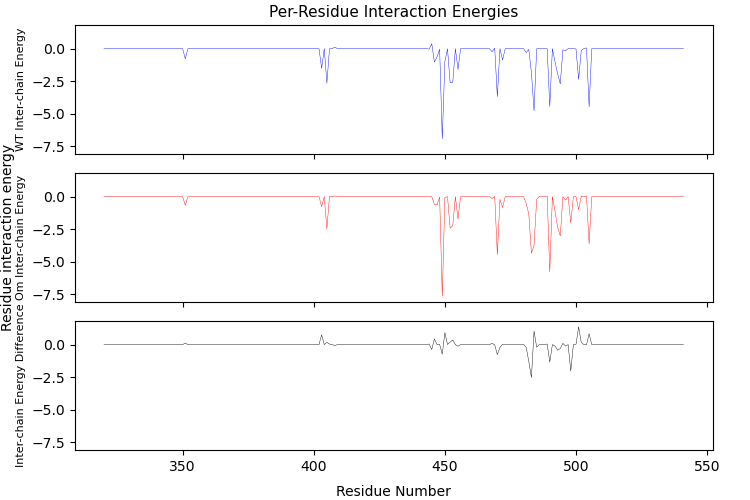 Per-Residue Interaction Energies
WT Inter-chain Energy
0.0
−2.5
−5.0
−7.5
Residue interaction energy
Om Inter-chain Energy
0.0
−2.5
−5.0
−7.5
Inter-chain Energy Difference
0.0
−2.5
−5.0
−7.5
350
400
450
500
550
Residue Number